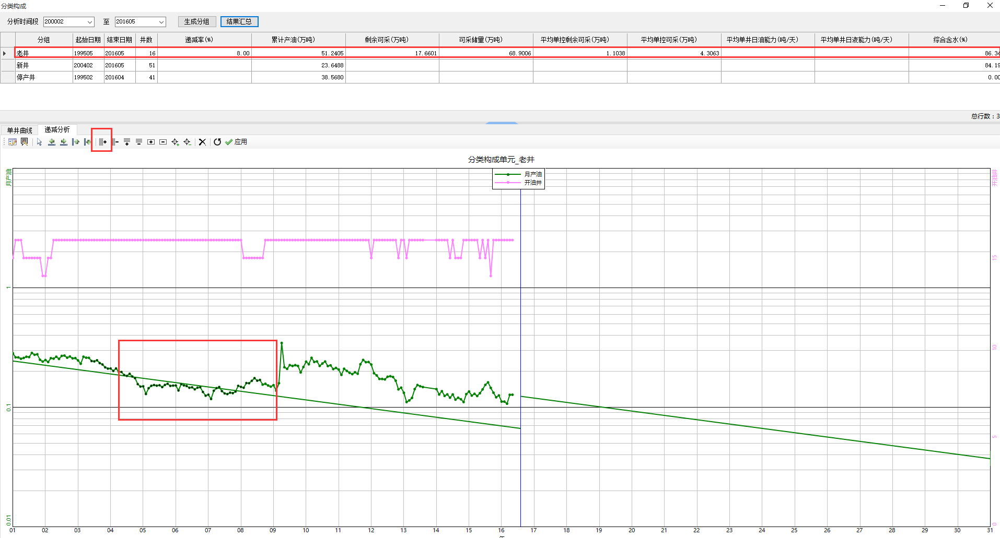 分类构成
分析时间段 200002 至 201605 生成分组 结果汇总
分组 起始日期 结束日期 井数 递减率(%) 累计产油(万吨) 剩余可采(万吨) 可采储量(万吨) 平均单控剩余可采(万吨) 平均单控可采(万吨) 平均单井日油能力(吨/天) 平均单井日液能力(吨/天) 综合含水(%)
老井 199505 201605 16 8.00 51.2405 17.6601 68.9006 1.1038 4.3063 86.34
新井 200402 201605 51 23.6488 84.19
停产井 199502 201604 41 38.5680 0.00
总行数：3
单井曲线 递减分析
应用
分类构成单元_老井
月产油
开油井
月产油
1
0.1
0.01
开油井
15
10
5
0
01 02 03 04 05 06 07 08 09 10 11 12 13 14 15 16 17 18 19 20 21 22 23 24 25 26 27 28 29 30 31